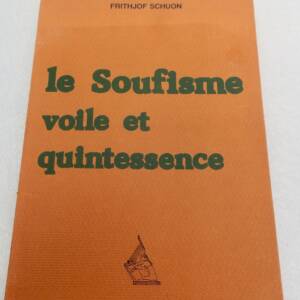 FRITHJOF SCHUON
le Soufisme
voile et
quintessence